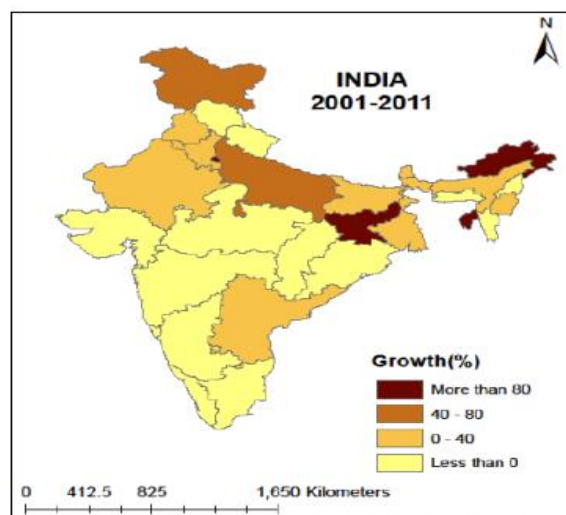 N
INDIA
2001-2011
Growth(%)
More than 80
40 - 80
0 - 40
Less than 0
0 412.5 825 1,650 Kilometers